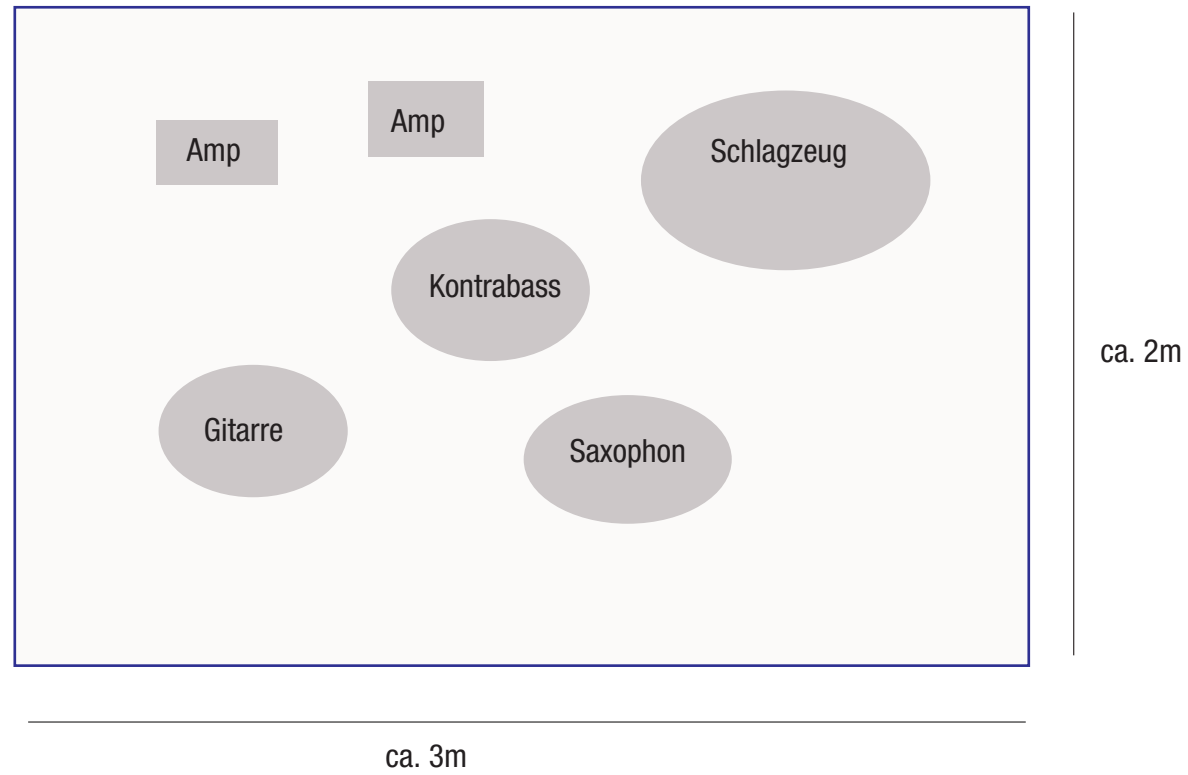 Amp
Amp
Schlagzeug
Kontrabass
ca. 2m
Gitarre
Saxophon
ca. 3m